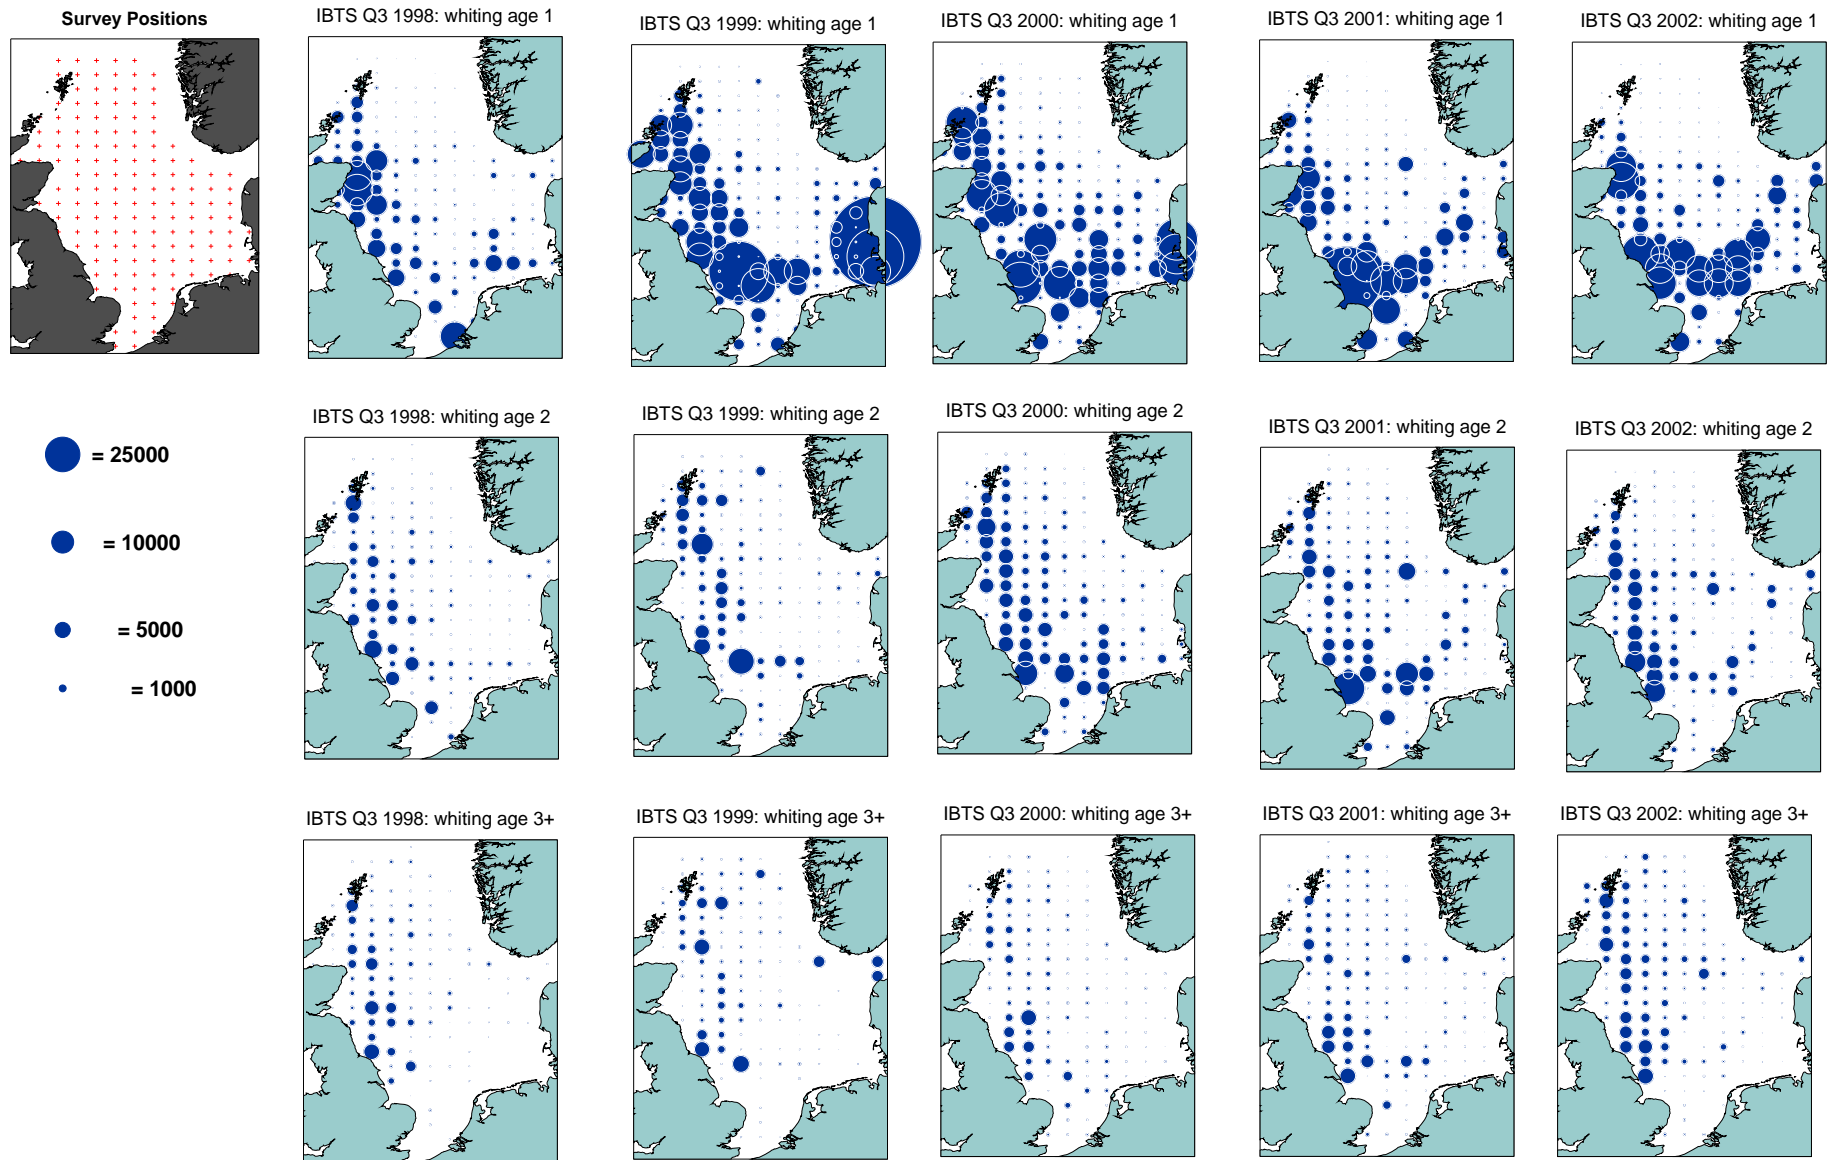 Survey Positions
IBTS Q3 1998: whiting age 1
IBTS Q3 1999: whiting age 1
IBTS Q3 2000: whiting age 1
IBTS Q3 2001: whiting age 1
IBTS Q3 2002: whiting age 1
IBTS Q3 1998: whiting age 2
IBTS Q3 1999: whiting age 2
IBTS Q3 2000: whiting age 2
IBTS Q3 2001: whiting age 2
IBTS Q3 2002: whiting age 2
= 25000
= 10000
= 5000
= 1000
IBTS Q3 1998: whiting age 3+
IBTS Q3 1999: whiting age 3+
IBTS Q3 2000: whiting age 3+
IBTS Q3 2001: whiting age 3+
IBTS Q3 2002: whiting age 3+